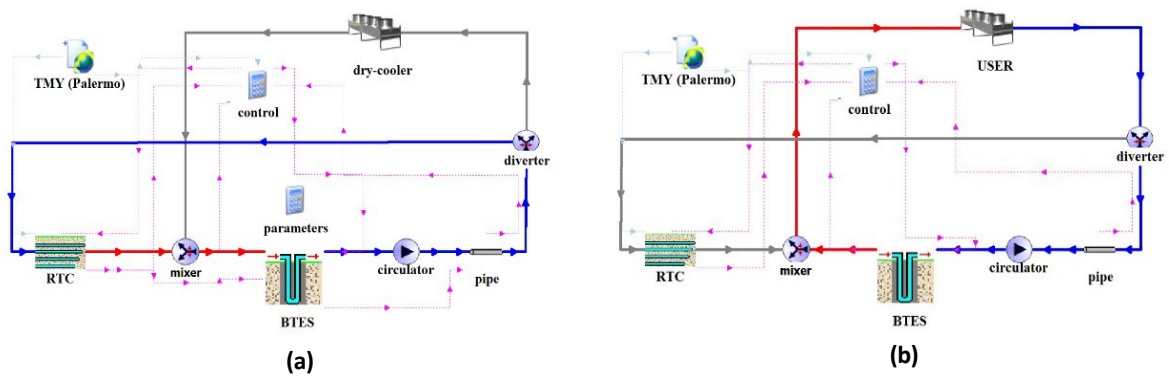 dry-cooler
TMY (Palermo)
control
diverter
parameters
RTC
mixer
circulator
pipe
BTES
(a)
USER
TMY (Palermo)
control
diverter
RTC
mixer
circulator
pipe
BTES
(b)